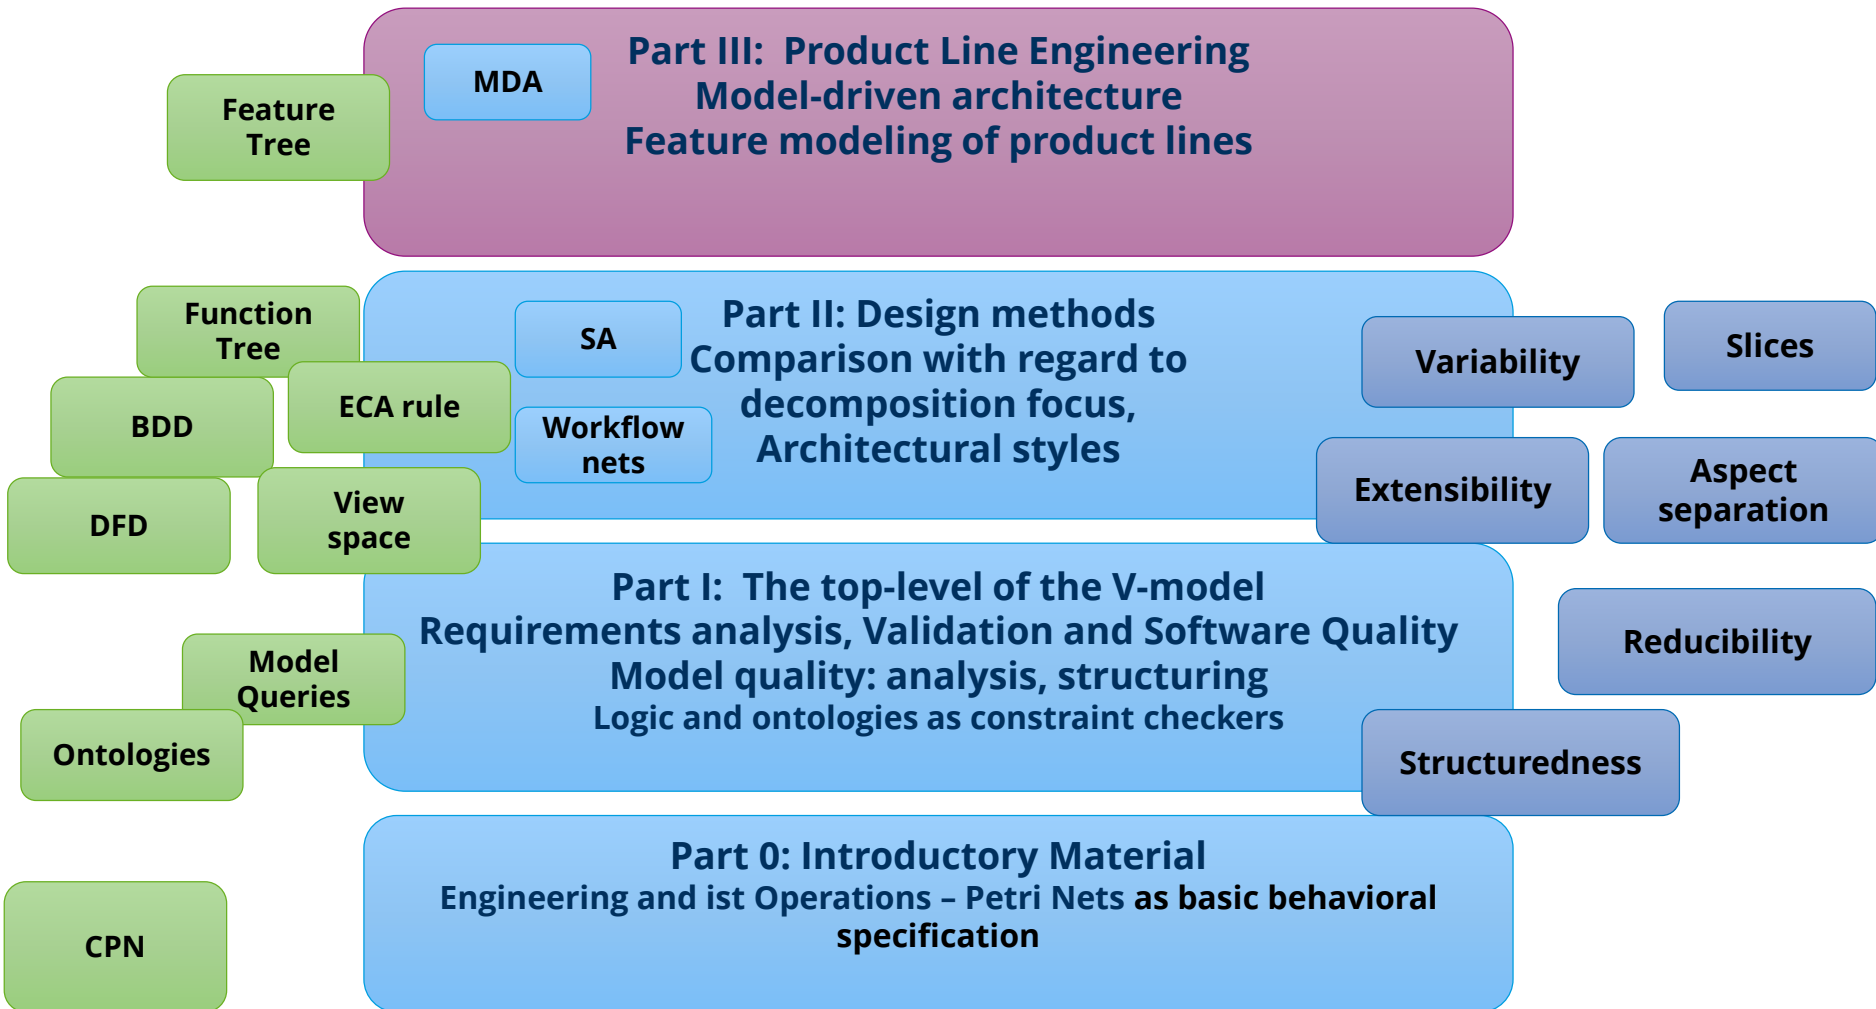 Part III:  Product Line Engineering
Model-driven architecture
Feature modeling of product lines
MDA
Feature
Tree
Part II: Design methods
Comparison with regard to
decomposition focus,
Architectural styles
SA
Workflow
nets
Function
Tree
ECA rule
BDD
DFD
View
space
Variability
Slices
Extensibility
Aspect
separation
Part I:  The top-level of the V-model
Requirements analysis, Validation and Software Quality
Model quality: analysis, structuring
Logic and ontologies as constraint checkers
Model
Queries
Ontologies
Reducibility
Structuredness
Part 0: Introductory Material
Engineering and ist Operations – Petri Nets as basic behavioral
specification
CPN